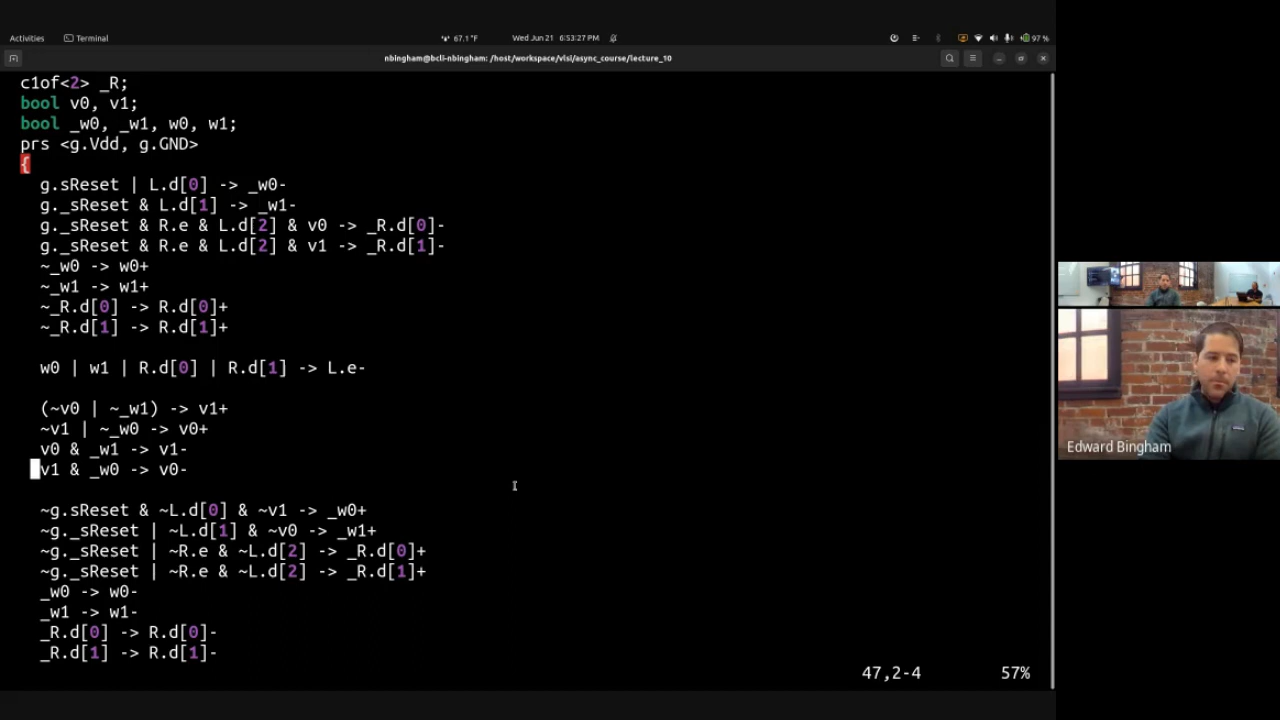 Activities
Terminal
67.1°F
Wed Jun 21 6:53:27 PM
97 %
nbingham@bcli-nbingham: /host/workspace/vlsi/async_course/lecture_10
c1of<2> _R;
bool v0, v1;
bool _w0, _w1, w0, w1;
prs <g.Vdd, g.GND>
{
g.sReset | L.d[0] -> _w0-
g._sReset & L.d[1] -> _w1-
g._sReset & R.e & L.d[2] & v0 -> _R.d[0]-
g._sReset & R.e & L.d[2] & v1 -> _R.d[1]-
~_w0 -> w0+
~_w1 -> w1+
~_R.d[0] -> R.d[0]+
~_R.d[1] -> R.d[1]+
w0 | w1 | R.d[0] | R.d[1] -> L.e-
(~v0 | ~_w1) -> v1+
~v1 | ~_w0 -> v0+
v0 & _w1 -> v1-
v1 & _w0 -> v0-
~g.sReset & ~L.d[0] & ~v1 -> _w0+
~g._sReset | ~L.d[1] & ~v0 -> _w1+
~g._sReset | ~R.e & ~L.d[2] -> _R.d[0]+
~g._sReset | ~R.e & ~L.d[2] -> _R.d[1]+
_w0 -> w0-
_w1 -> w1-
_R.d[0] -> R.d[0]-
_R.d[1] -> R.d[1]-
47,2-4
57%
Edward Bingham